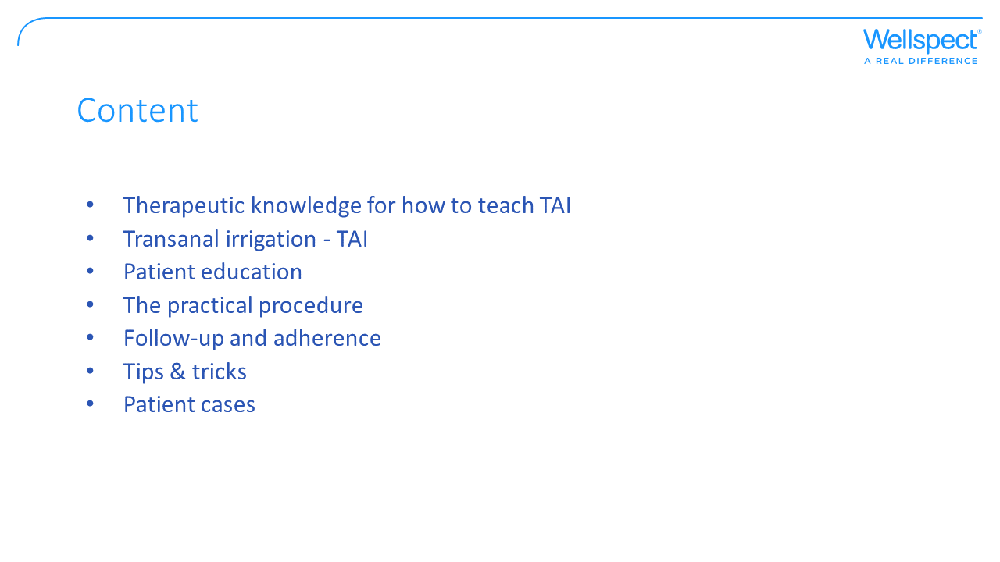 Wellspect®
A REAL DIFFERENCE
Content
• Therapeutic knowledge for how to teach TAI
• Transanal irrigation - TAI
• Patient education
• The practical procedure
• Follow-up and adherence
• Tips & tricks
• Patient cases